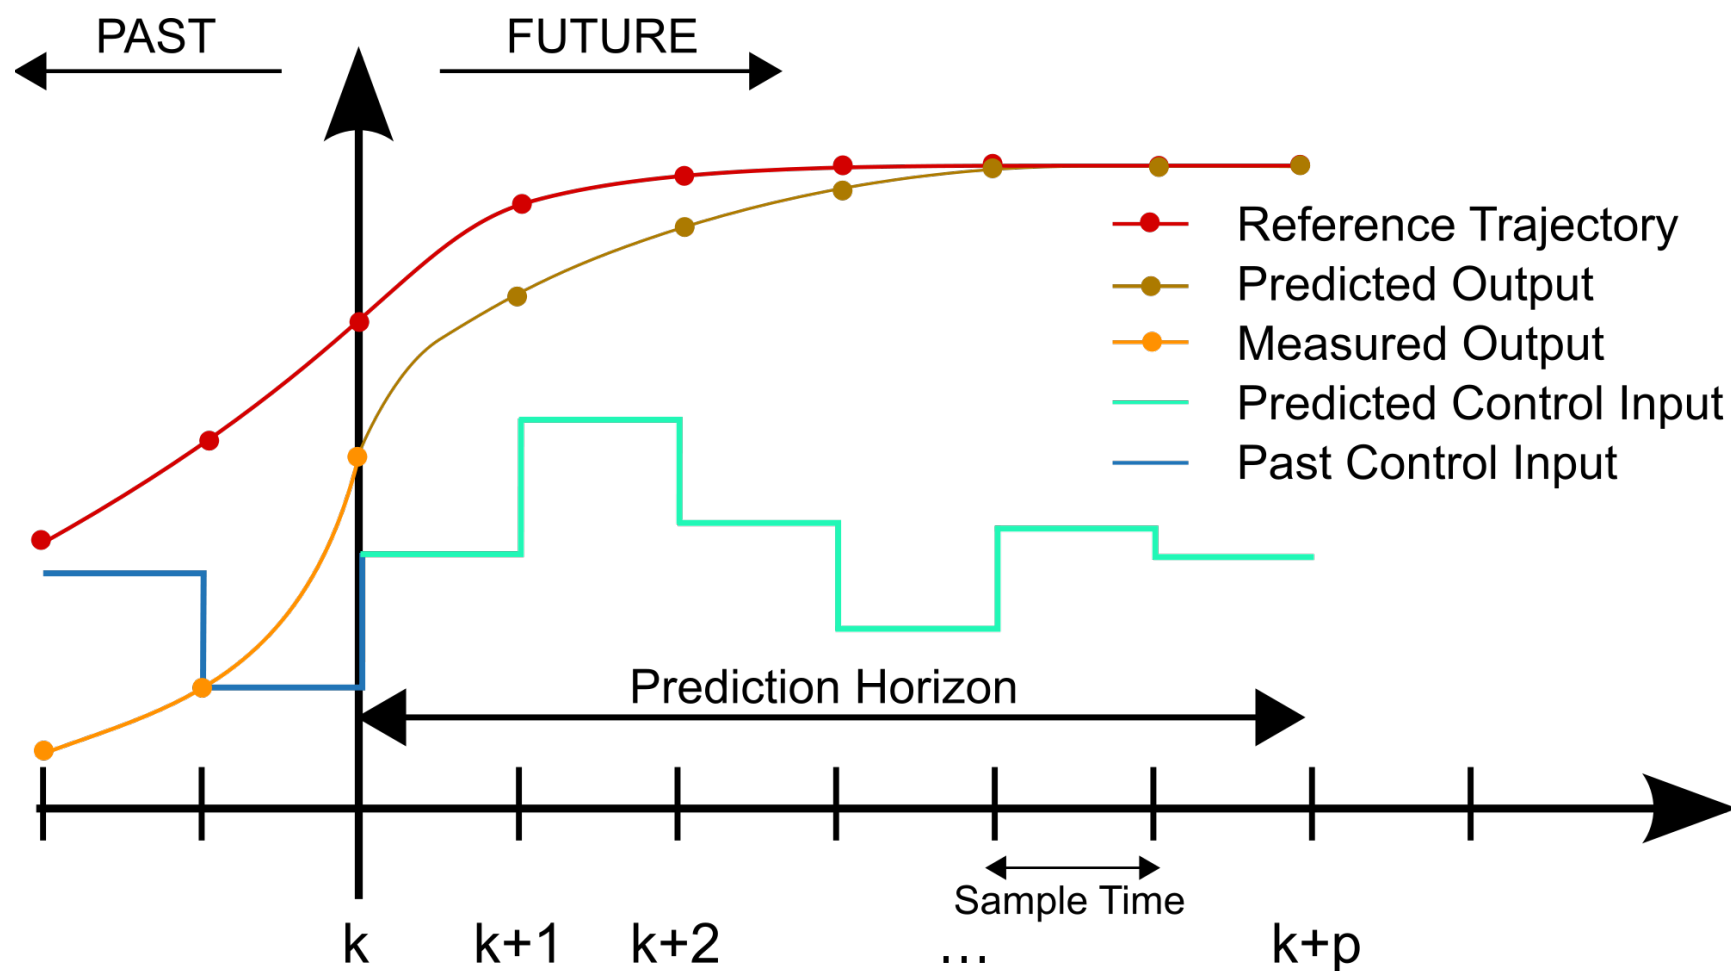 PAST
FUTURE
Reference Trajectory
Predicted Output
Measured Output
Predicted Control Input
Past Control Input
Prediction Horizon
Sample Time
k
k+1
k+2
...
k+p